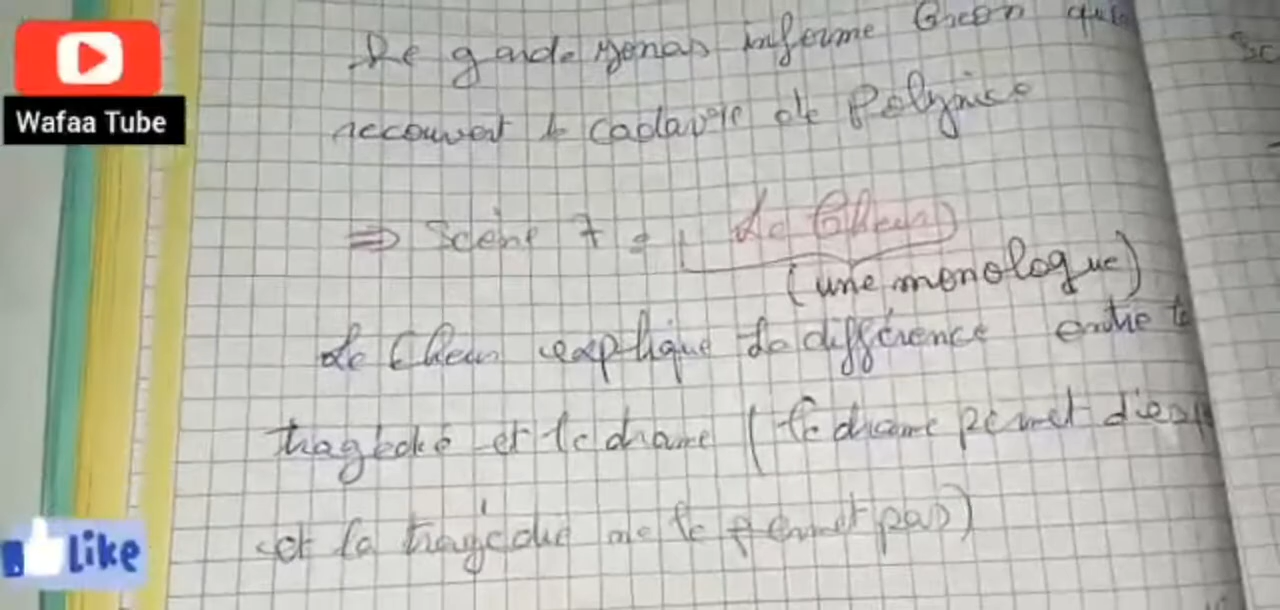 Le garde Jonas informe Creon que
recouvert le cadavre de Polynice
Wafaa Tube
⇒ Scène 7 : Le Chœur
(une monologue)
Le Chœur explique la différence entre la
tragédie et le drame (le drame permet
et la tragédie ne le permet pas)
Like